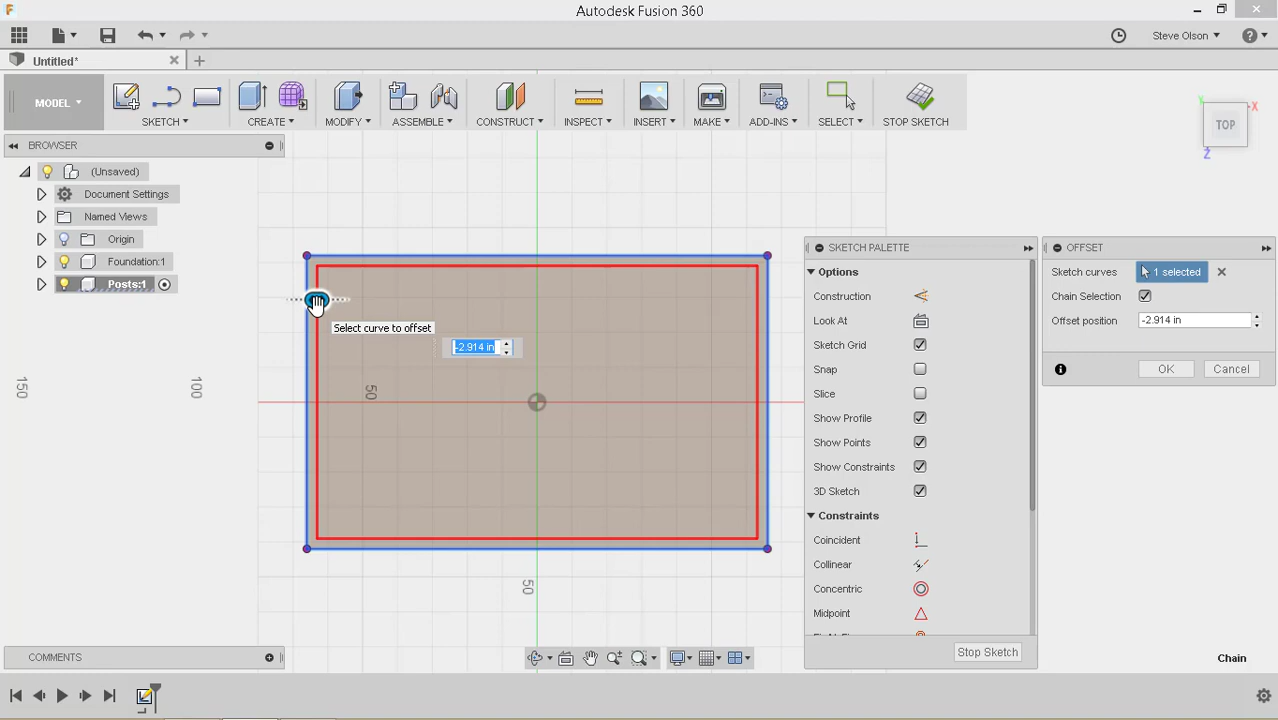 Autodesk Fusion 360
Steve Olson
Untitled*
MODEL
SKETCH
CREATE
MODIFY
ASSEMBLE
CONSTRUCT
INSPECT
INSERT
MAKE
ADD-INS
SELECT
STOP SKETCH
TOP
Y
X
Z
BROWSER
(Unsaved)
Document Settings
Named Views
Origin
Foundation:1
Posts:1
Select curve to offset
-2.914 in
150
100
50
50
SKETCH PALETTE
Options
Construction
Look At
Sketch Grid
Snap
Slice
Show Profile
Show Points
Show Constraints
3D Sketch
Constraints
Coincident
Collinear
Concentric
Midpoint
Stop Sketch
OFFSET
Sketch curves 1 selected
Chain Selection
Offset position -2.914 in
OK Cancel
Chain
COMMENTS